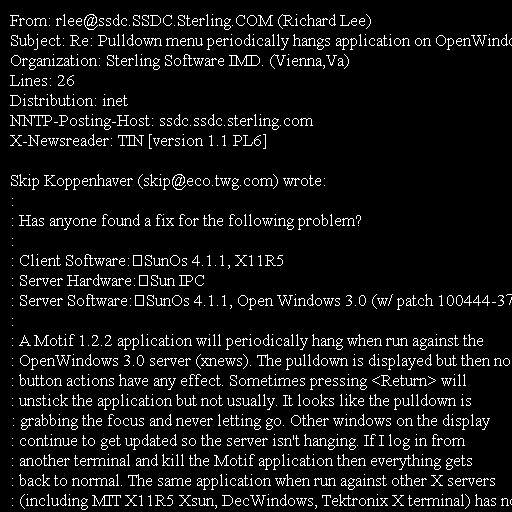 From: rlee@ssdc.SSDC.Sterling.COM (Richard Lee)
Subject: Re: Pulldown menu periodically hangs application on OpenWindo
Organization: Sterling Software IMD. (Vienna,Va)
Lines: 26
Distribution: inet
NNTP-Posting-Host: ssdc.ssdc.sterling.com
X-Newsreader: TIN [version 1.1 PL6]

Skip Koppenhaver (skip@eco.twg.com) wrote:
:
: Has anyone found a fix for the following problem?
:
: Client Software:□SunOs 4.1.1, X11R5
: Server Hardware:□Sun IPC
: Server Software:□SunOs 4.1.1, Open Windows 3.0 (w/ patch 100444-37
:
: A Motif 1.2.2 application will periodically hang when run against the
: OpenWindows 3.0 server (xnews). The pulldown is displayed but then no
: button actions have any effect. Sometimes pressing <Return> will
: unstick the application but not usually. It looks like the pulldown is
: grabbing the focus and never letting go. Other windows on the display
: continue to get updated so the server isn't hanging. If I log in from
: another terminal and kill the Motif application then everything gets
: back to normal. The same application when run against other X servers
: (including MIT X11R5 Xsun, DecWindows, Tektronix X terminal) has no